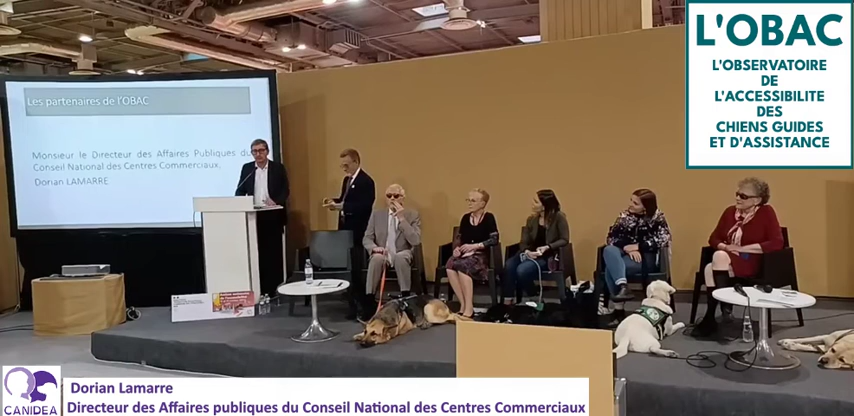 L'OBAC
L'OBSERVATOIRE
DE
L'ACCESSIBILITE
DES
CHIENS GUIDES
ET D'ASSISTANCE
Les partenaires de l'OBAC
Monsieur le Directeur des Affaires Publiques du
Conseil National des Centres Commerciaux,
Dorian LAMARRE
CANIDEA
Dorian Lamarre
Directeur des Affaires publiques du Conseil National des Centres Commerciaux